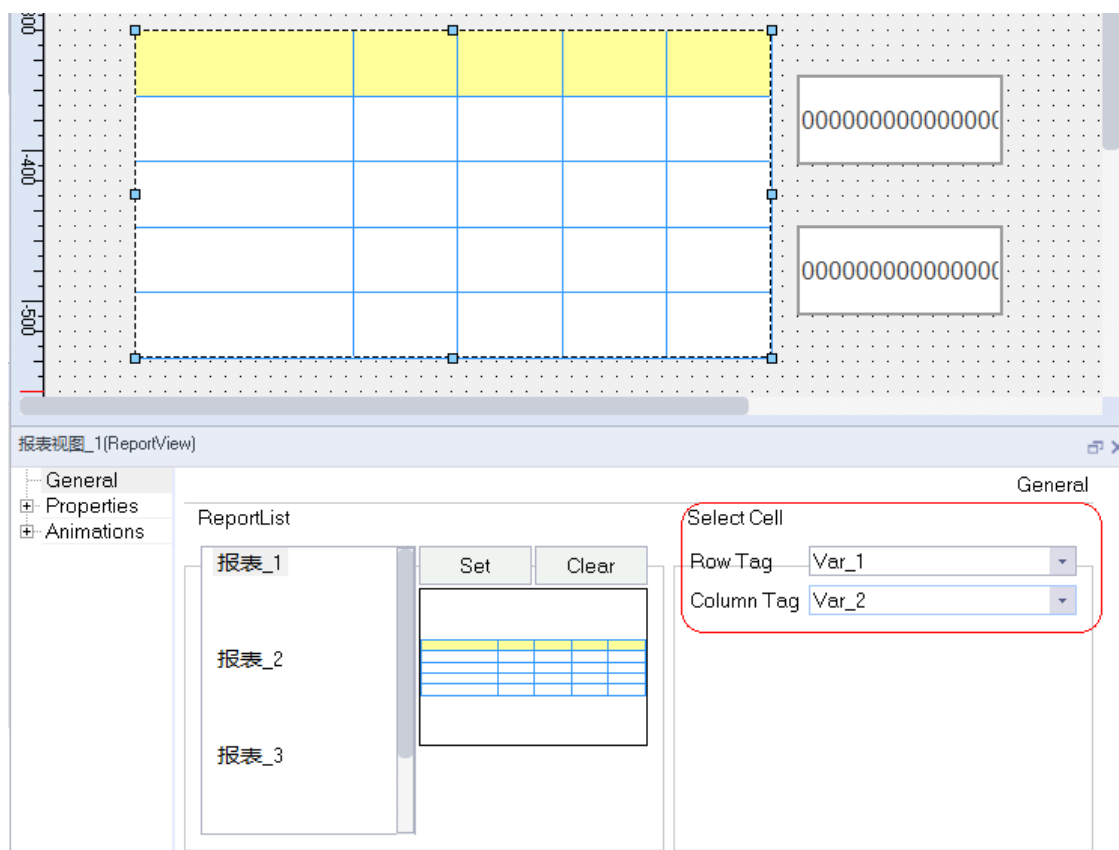 000000000000000
-400
000000000000000
-500
报表视图_1(ReportView)
General
General
Properties
Animations
ReportList
Select Cell
报表_1
Set
Clear
Row Tag
Var_1
Column Tag
Var_2
报表_2
报表_3